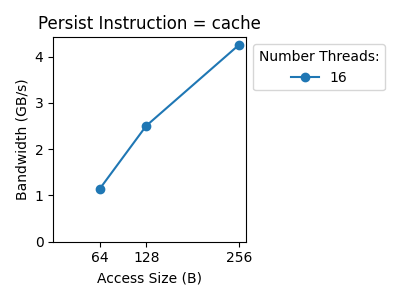 Persist Instruction = cache
Number Threads:
16
Bandwidth (GB/s)
4
3
2
1
0
64 128 256
Access Size (B)